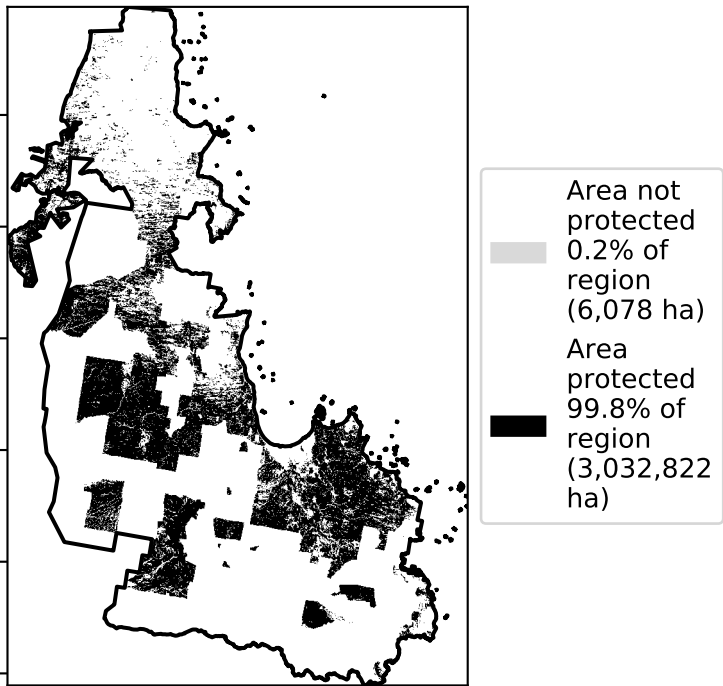 Area not
protected
0.2% of
region
(6,078 ha)
Area
protected
99.8% of
region
(3,032,822
ha)